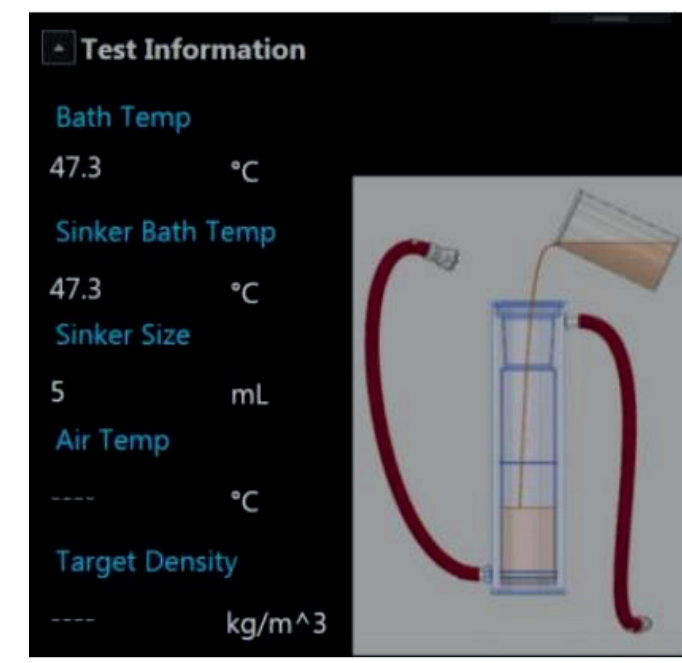 Test Information
Bath Temp
47.3 °C
Sinker Bath Temp
47.3 °C
Sinker Size
5 mL
Air Temp
---- °C
Target Density
---- kg/m^3